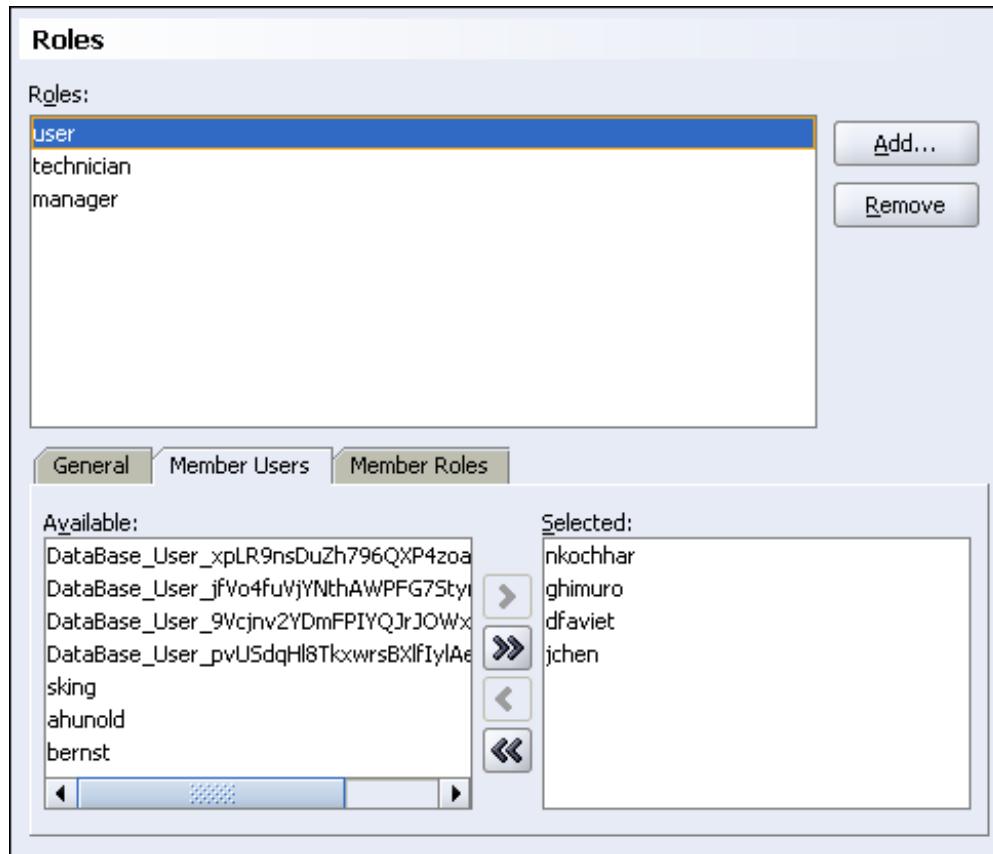 Roles
Roles:
user
technician
manager
Add...
Remove
General
Member Users
Member Roles
Available:
DataBase_User_xpLR9nsDuZh796QXP4zoa
DataBase_User_jfVo4fuVjYNthAWPFG7Styr
DataBase_User_9Vcjnv2YDmFPIYQJrJOWx
DataBase_User_pvUSdqHl8TkxwrsBXlfIylAe
sking
ahunold
bernst
Selected:
nkochhar
ghimuro
dfaviet
jchen